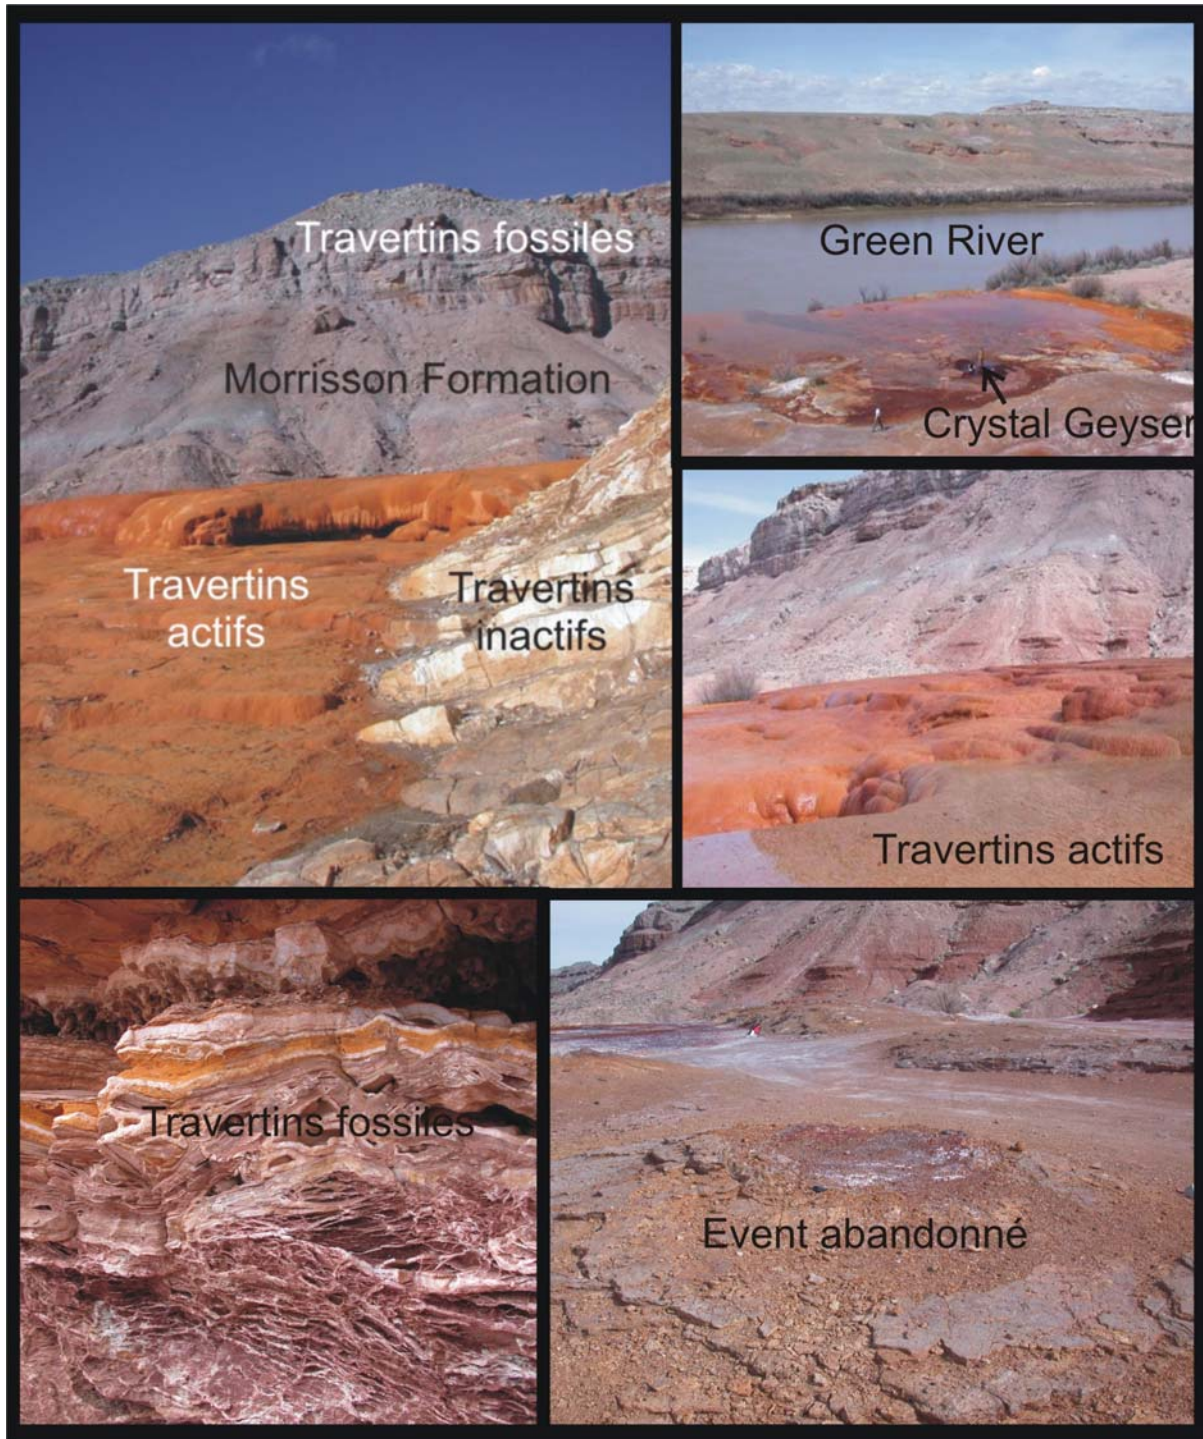 Travertins fossiles
Morrisson Formation
Travertins
actifs
Travertins
inactifs
Green River
Crystal Geyser
Travertins actifs
Travertins fossiles
Event abandonné